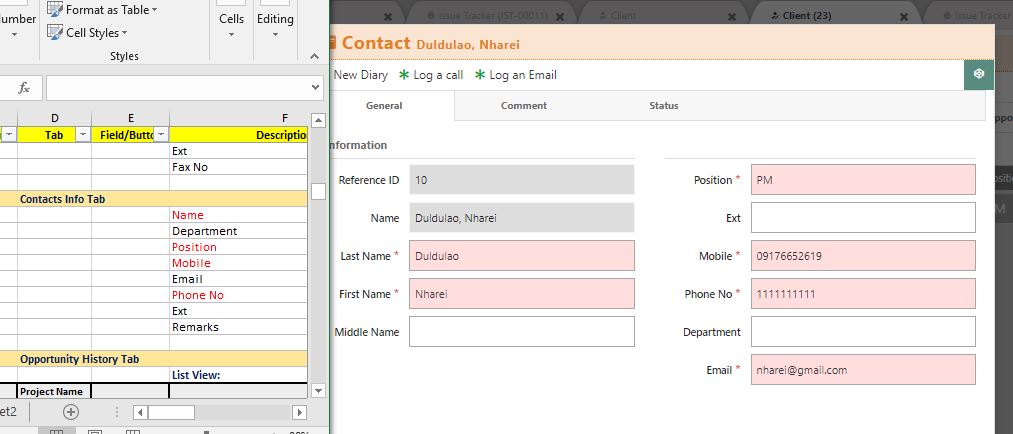 umber
Format as Table
Cell Styles
Styles
Cells
Editing
fx
D
E
F
Tab
Field/Butto
Descriptio
Ext
Fax No
Contacts Info Tab
Name
Department
Position
Mobile
Email
Phone No
Ext
Remarks
Opportunity History Tab
List View:
Project Name
et2
Issue Tracker (IST-00011)
Client
Client (23)
Issue Tracker
Contact Duldulao, Nharei
New Diary
Log a call
Log an Email
General
Comment
Status
nformation
Reference ID
10
Name
Duldulao, Nharei
Last Name *
Duldulao
First Name *
Nharei
Middle Name
Position *
PM
Ext
Mobile *
09176652619
Phone No *
1111111111
Department
Email *
nharei@gmail.com
ppo
ositi
M